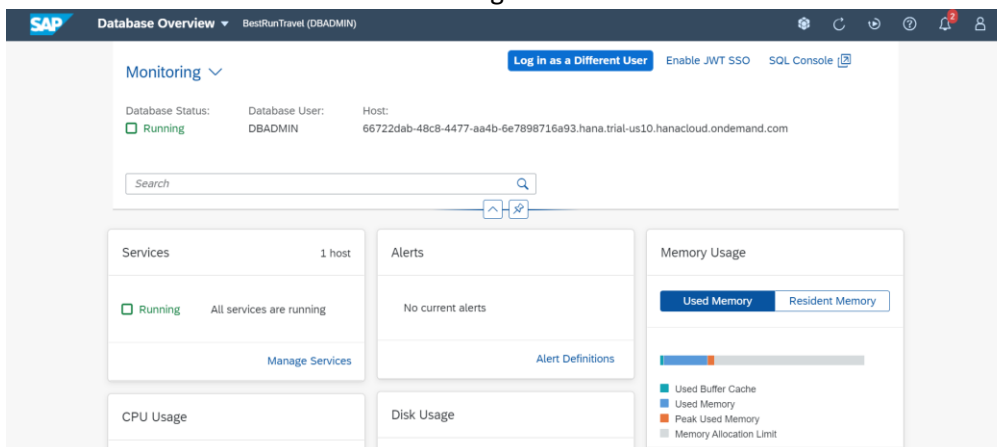 SAP Database Overview BestRunTravel (DBADMIN) 2
Monitoring
Log in as a Different User Enable JWT SSO SQL Console
Database Status: Database User: Host:
Running DBADMIN 66722dab-48c8-4477-aa4b-6e7898716a93.hana.trial-us10.hanacloud.ondemand.com
Search
Services 1 host
Running All services are running
Manage Services
Alerts
No current alerts
Alert Definitions
Memory Usage
Used Memory Resident Memory
Used Buffer Cache
Used Memory
Peak Used Memory
Memory Allocation Limit
CPU Usage
Disk Usage